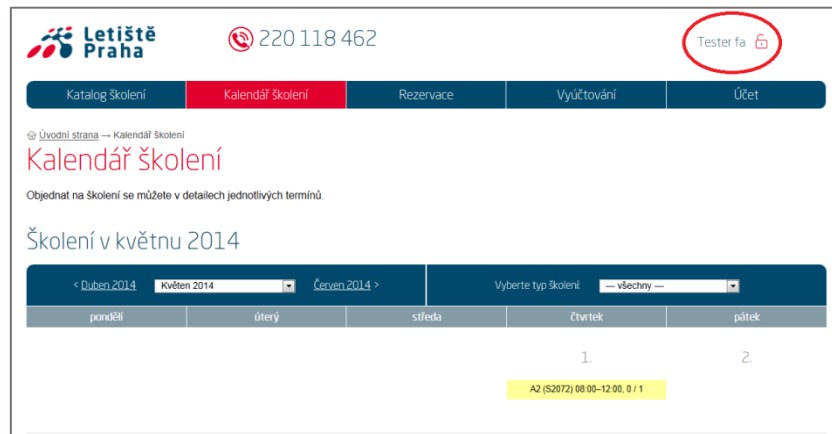 Letiště
Praha
220 118 462
Tester fa
Katalog školení Kalendář školení Rezervace Vyúčtování Účet
Úvodní strana → Kalendář školení
Kalendář školení
Objednat na školení se můžete v detailech jednotlivých termínů.
Školení v květnu 2014
< Duben 2014 Květen 2014 Červen 2014 > Vyberte typ školení: — všechny —
pondělí úterý středa čtvrtek pátek
1. 2.
A2 (S2072) 08:00–12:00, 0 / 1